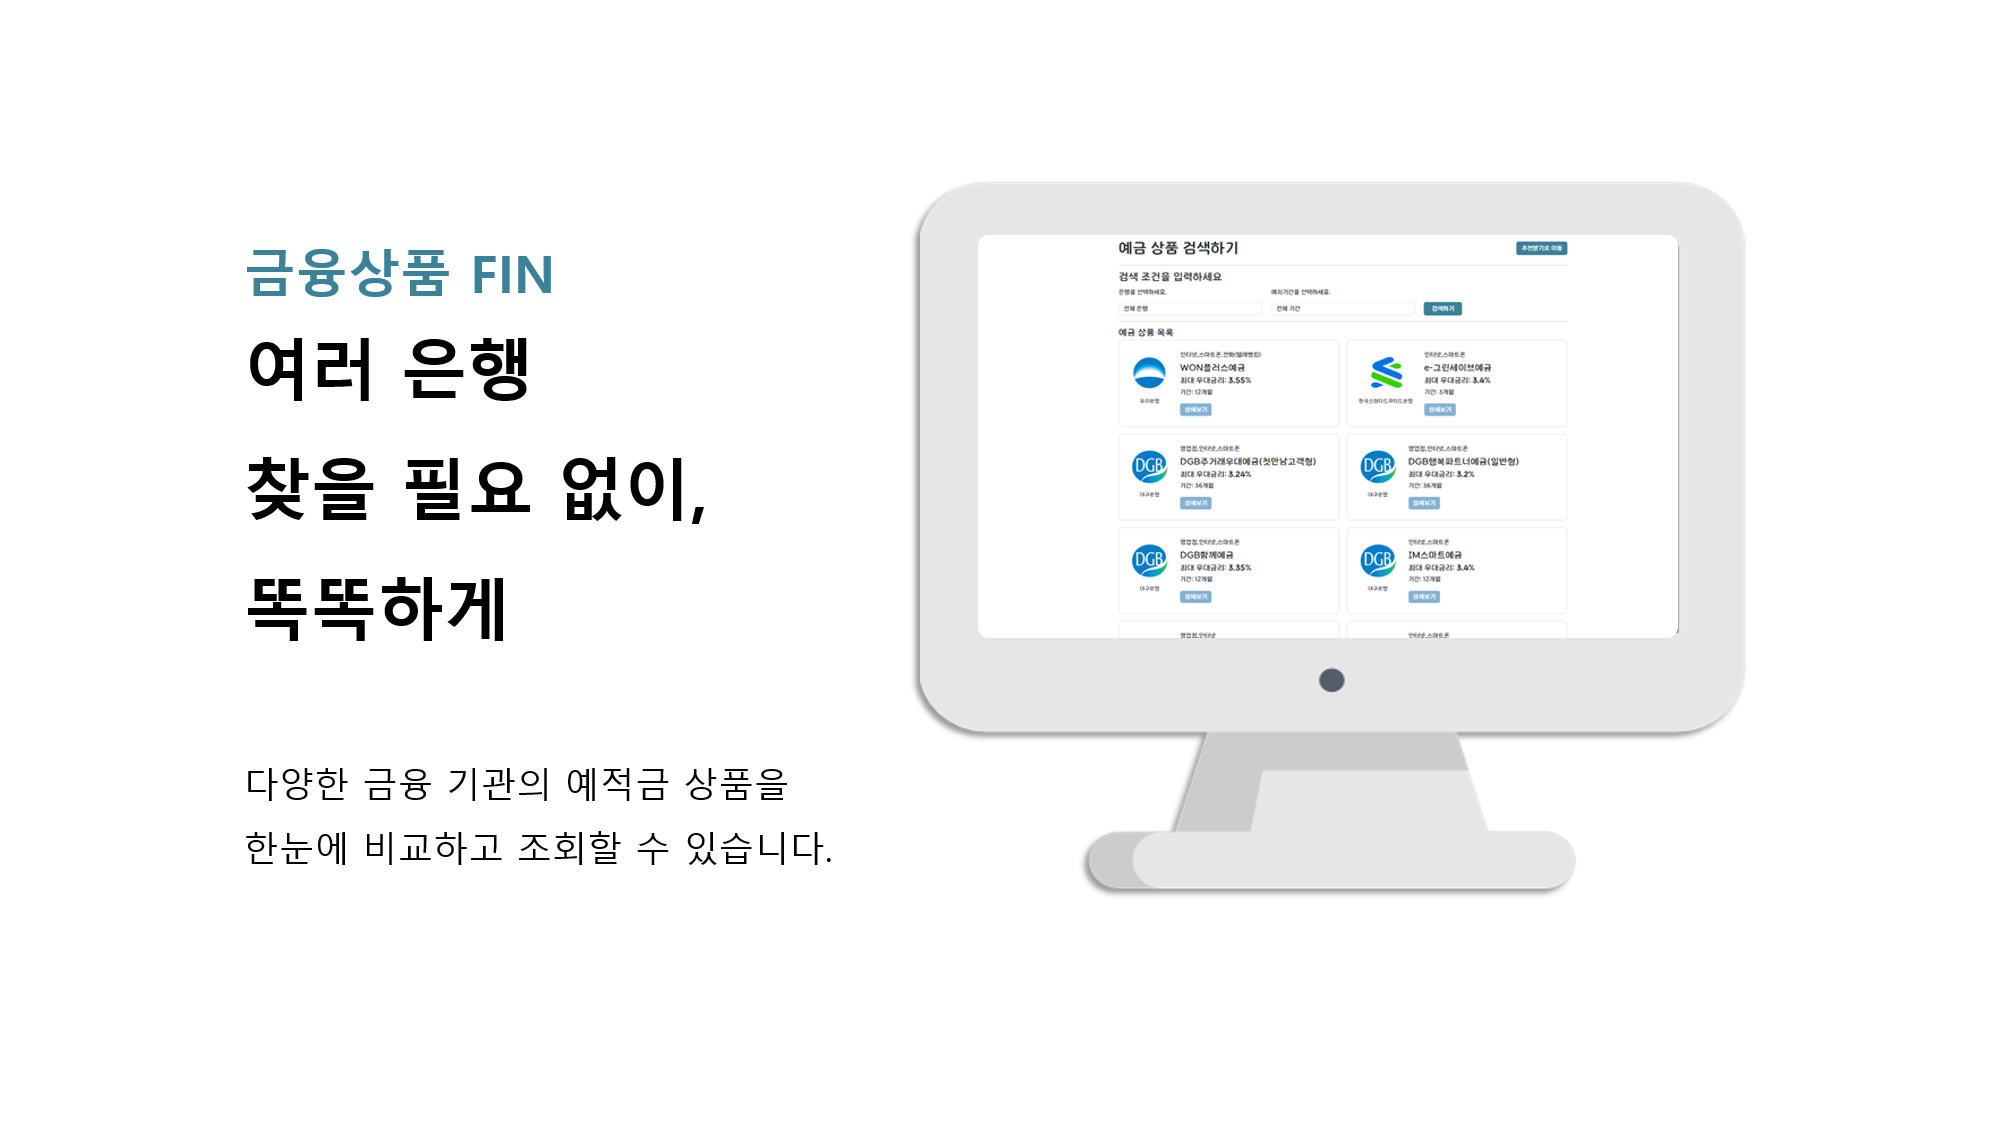 금융상품 FIN
여러 은행
찾을 필요 없이,
똑똑하게
다양한 금융 기관의 예적금 상품을
한눈에 비교하고 조회할 수 있습니다.
예금 상품 검색하기
추천받기로 이동
검색 조건을 입력하세요
은행을 선택하세요.
예치기간을 선택하세요.
전체 은행
전체 기간
검색하기
예금 상품 목록
인터넷,스마트폰,전화(텔레뱅킹)
WON플러스예금
최대 우대금리: 3.55%
기간: 12개월
상세보기
우리은행
인터넷,스마트폰
e-그린세이브예금
최대 우대금리: 3.4%
기간: 3개월
상세보기
한국스탠다드차타드은행
영업점,인터넷,스마트폰
DGB
DGB주거래우대예금(첫만남고객형)
최대 우대금리: 3.24%
기간: 36개월
상세보기
대구은행
영업점,인터넷,스마트폰
DGB
DGB행복파트너예금(일반형)
최대 우대금리: 3.2%
기간: 36개월
상세보기
대구은행
영업점,인터넷,스마트폰
DGB
DGB함께예금
최대 우대금리: 3.35%
기간: 12개월
상세보기
대구은행
인터넷,스마트폰
DGB
IM스마트예금
최대 우대금리: 3.4%
기간: 12개월
상세보기
대구은행
영업점,인터넷
인터넷,스마트폰